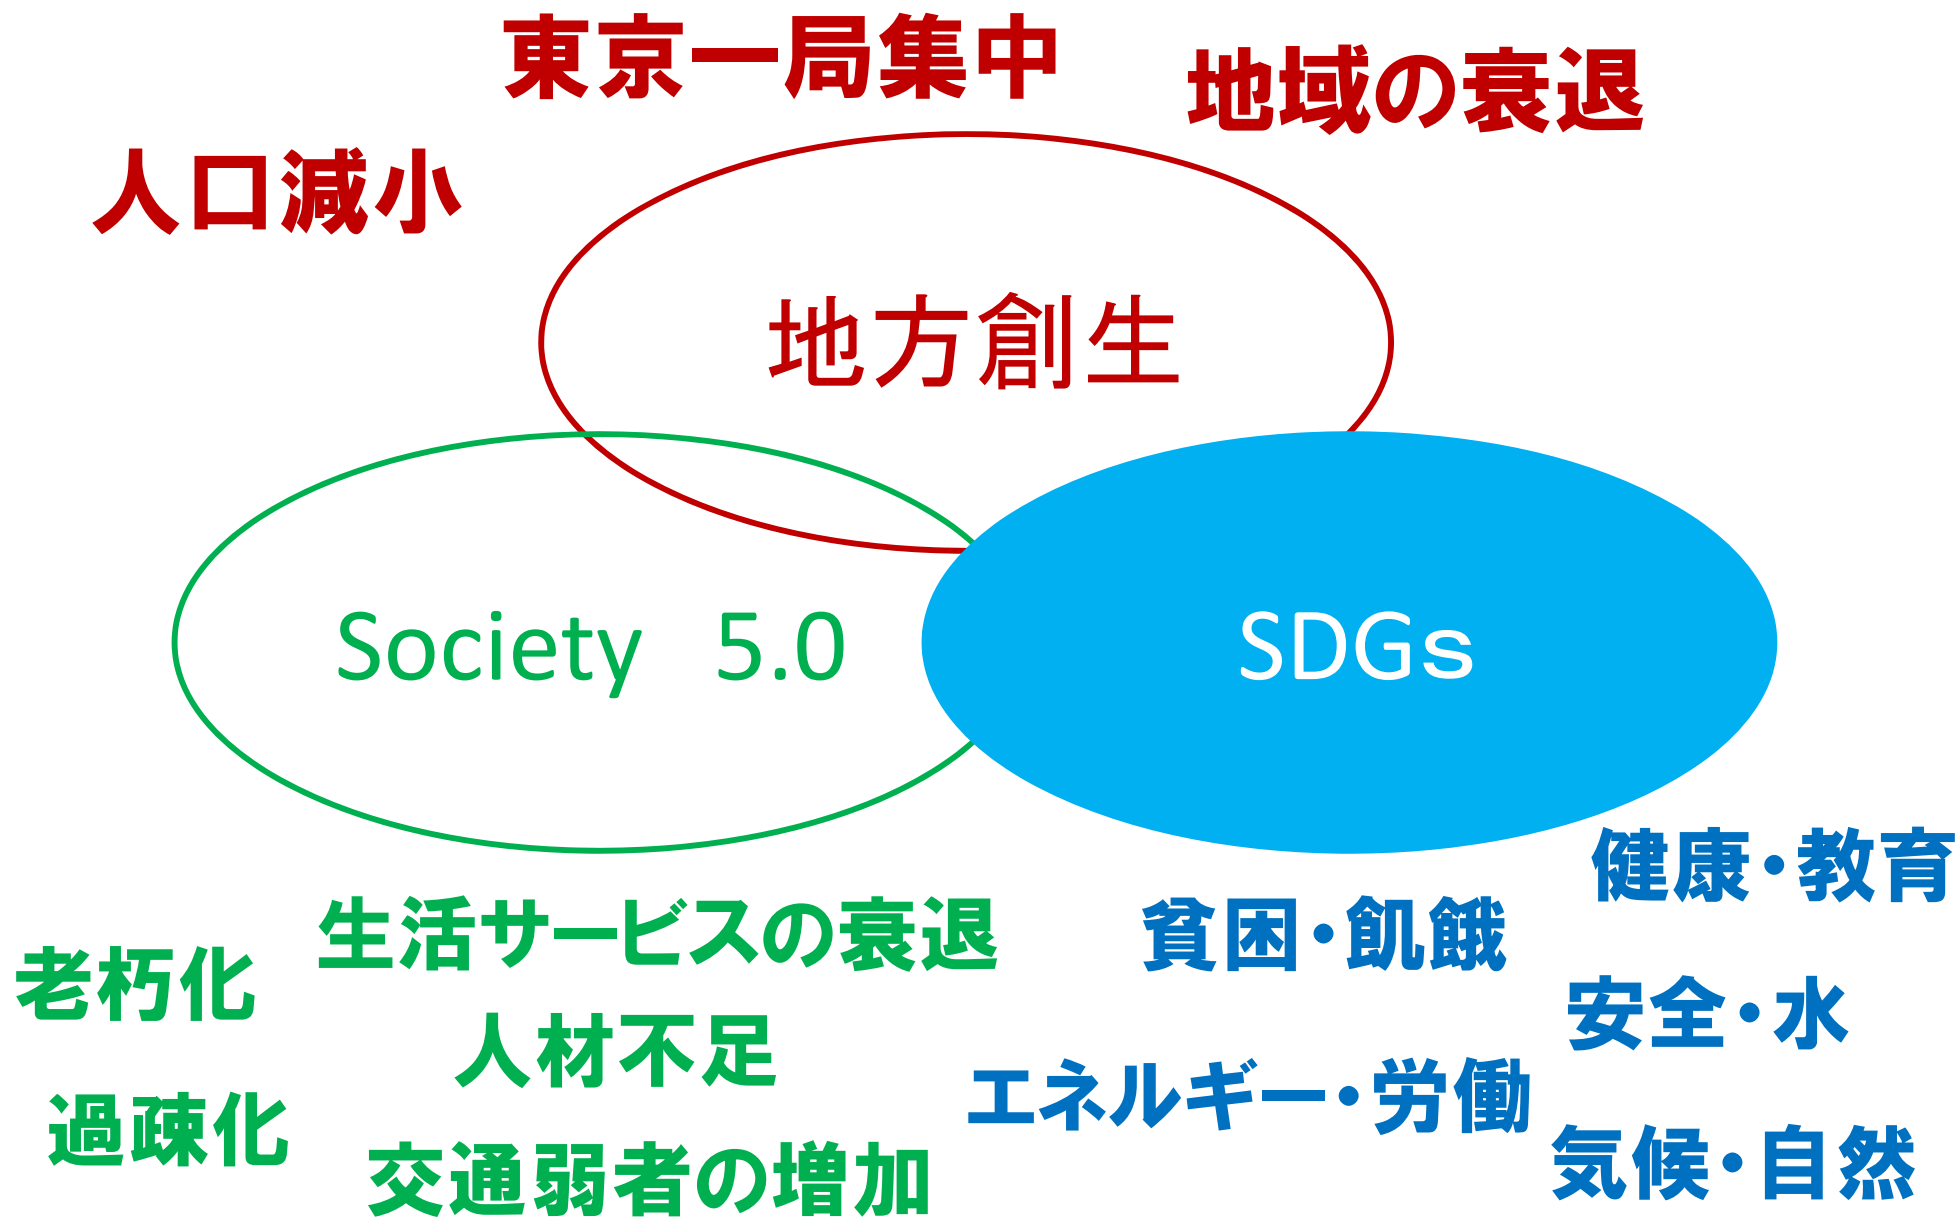 東京一局集中
地域の衰退
人口減小
地方創生
Society 5.0
SDGs
健康・教育
生活サービスの衰退
貧困・飢餓
老朽化
安全・水
人材不足
エネルギー・労働
過疎化
気候・自然
交通弱者の増加